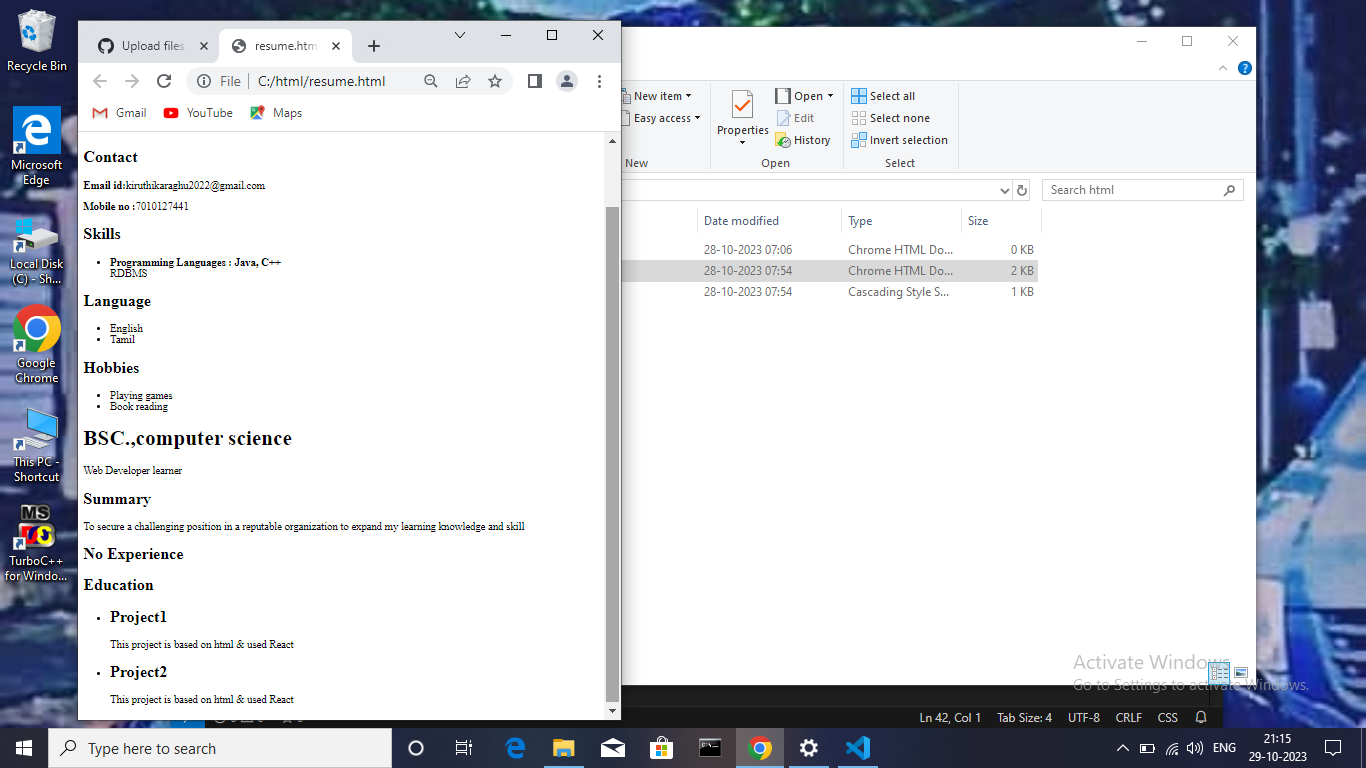 Recycle Bin
Microsoft
Edge
Local Disk
(C) - Sh...
Google
Chrome
This PC -
Shortcut
MS
TurboC++
for Windo...
Upload files
resume.htm
File
C:/html/resume.html
Gmail
YouTube
Maps
Contact
Email id:kiruthikaraghu2022@gmail.com
Mobile no :7010127441
Skills
Programming Languages : Java, C++
RDBMS
Language
English
Tamil
Hobbies
Playing games
Book reading
BSC.,computer science
Web Developer learner
Summary
To secure a challenging position in a reputable organization to expand my learning knowledge and skill
No Experience
Education
Project1
This project is based on html & used React
Project2
This project is based on html & used React
New item
Easy access
New
Properties
Open
Edit
History
Open
Select all
Select none
Invert selection
Select
Search html
Date modified Type Size
28-10-2023 07:06 Chrome HTML Do... 0 KB
28-10-2023 07:54 Chrome HTML Do... 2 KB
28-10-2023 07:54 Cascading Style S... 1 KB
Activate Windows
Go to Settings to activate Windows.
Ln 42, Col 1 Tab Size: 4 UTF-8 CRLF CSS
Type here to search
ENG
21:15
29-10-2023